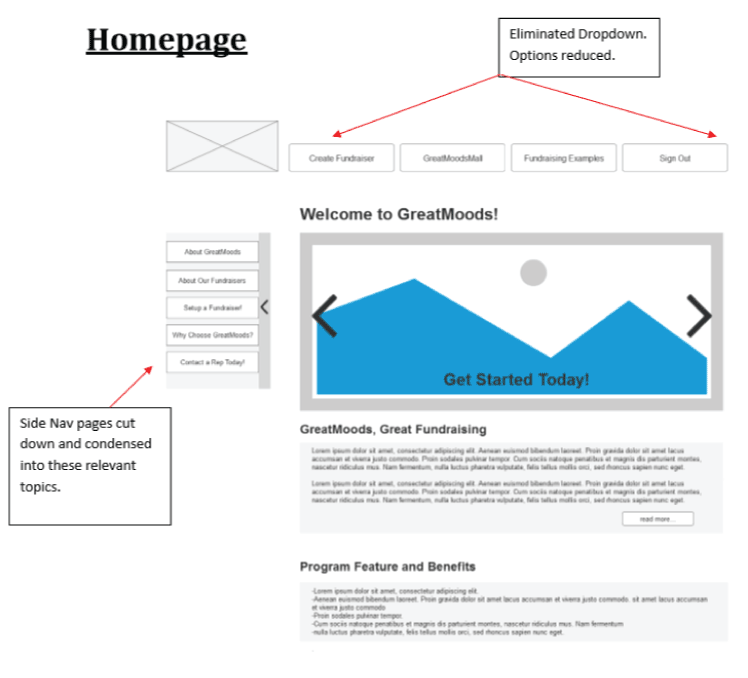 Homepage
Eliminated Dropdown.
Options reduced.
Create Fundraiser
GreatMoodsMall
Fundraising Examples
Sign Out
Welcome to GreatMoods!
About GreatMoods
About Our Fundraisers
Setup a Fundraiser!
Why Choose GreatMoods?
Contact a Rep Today!
Get Started Today!
Side Nav pages cut
down and condensed
into these relevant
topics.
GreatMoods, Great Fundraising
Lorem ipsum dolor sit amet, consectetur adipiscing elit. Aenean euismod bibendum laoreet. Proin gravida dolor sit amet lacus
accumsan et viverra justo commodo. Proin sodales pulvinar tempor. Cum sociis natoque penatibus et magnis dis parturient montes,
nascetur ridiculus mus. Nam fermentum, nulla luctus pharetra vulputate, felis tellus mollis orci, sed rhoncus sapien nunc eget.
Lorem ipsum dolor sit amet, consectetur adipiscing elit. Aenean euismod bibendum laoreet. Proin gravida dolor sit amet lacus
accumsan et viverra justo commodo. Proin sodales pulvinar tempor. Cum sociis natoque penatibus et magnis dis parturient montes,
nascetur ridiculus mus. Nam fermentum, nulla luctus pharetra vulputate, felis tellus mollis orci, sed rhoncus sapien nunc eget.
read more...
Program Feature and Benefits
-Lorem ipsum dolor sit amet, consectetur adipiscing elit.
-Aenean euismod bibendum laoreet. Proin gravida dolor sit amet lacus accumsan et viverra justo commodo. sit amet lacus accumsan
et viverra justo commodo
-Proin sodales pulvinar tempor.
-Cum sociis natoque penatibus et magnis dis parturient montes, nascetur ridiculus mus. Nam fermentum
-nulla luctus pharetra vulputate, felis tellus mollis orci, sed rhoncus sapien nunc eget.